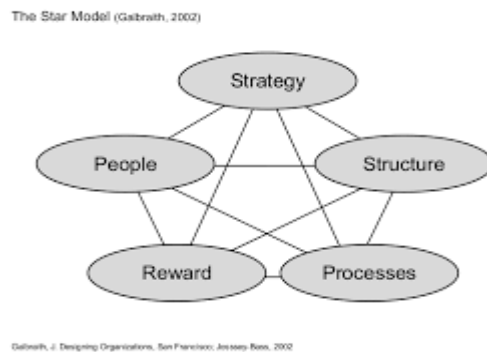 The Star Model (Galbraith, 2002)
Strategy
People
Structure
Reward
Processes
Galbraith, J. Designing Organizations, San Francisco; Jossey-Bass, 2002